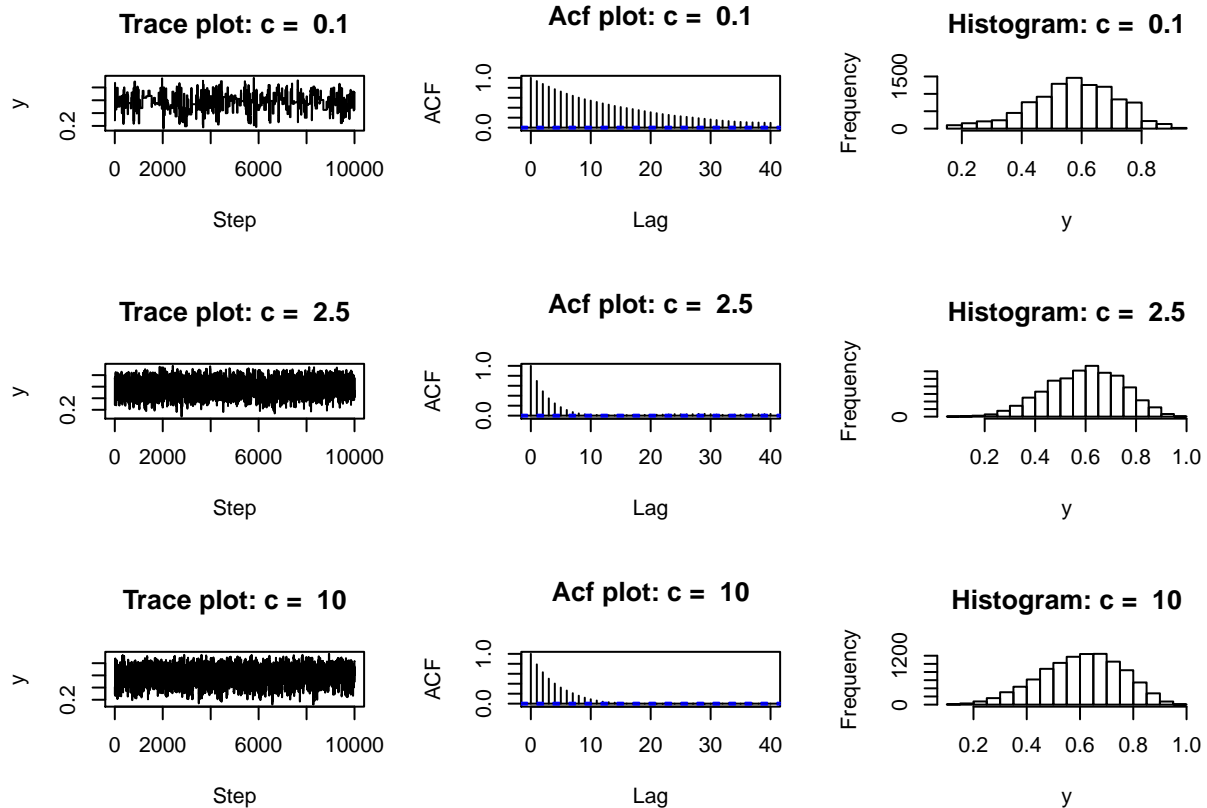 Trace plot: c = 0.1
y
0.2
0 2000 6000 10000
Step
Acf plot: c = 0.1
ACF
0.0 1.0
0 10 20 30 40
Lag
Histogram: c = 0.1
Frequency
0 1500
0.2 0.4 0.6 0.8
y
Trace plot: c = 2.5
y
0.2
0 2000 6000 10000
Step
Acf plot: c = 2.5
ACF
0.0 1.0
0 10 20 30 40
Lag
Histogram: c = 2.5
Frequency
0
0.2 0.4 0.6 0.8 1.0
y
Trace plot: c = 10
y
0.2
0 2000 6000 10000
Step
Acf plot: c = 10
ACF
0.0 1.0
0 10 20 30 40
Lag
Histogram: c = 10
Frequency
0 1200
0.2 0.4 0.6 0.8 1.0
y